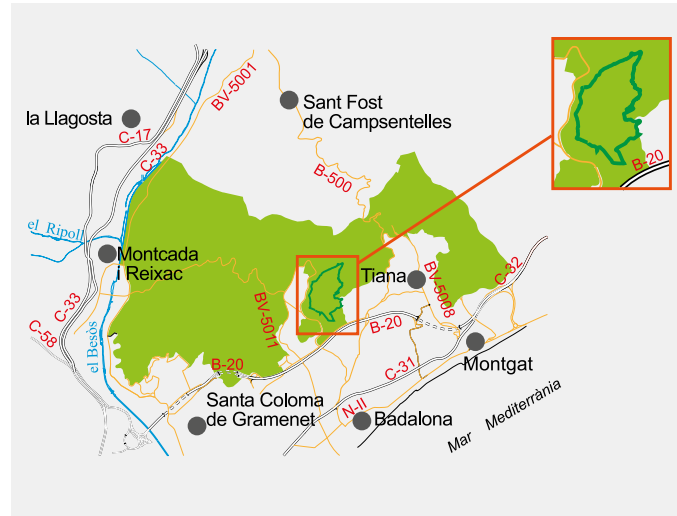 BV-5001
Sant Fost
de Campsentelles
la Llagosta
C-17
C-33
B-500
B-20
el Ripoll
Montcada
i Reixac
Tiana
BV-5008
C-32
C-33
BV-5011
B-20
C-58
el Besòs
B-20
C-31
Montgat
Santa Coloma
de Gramenet
N-II
Badalona
Mar Mediterrània